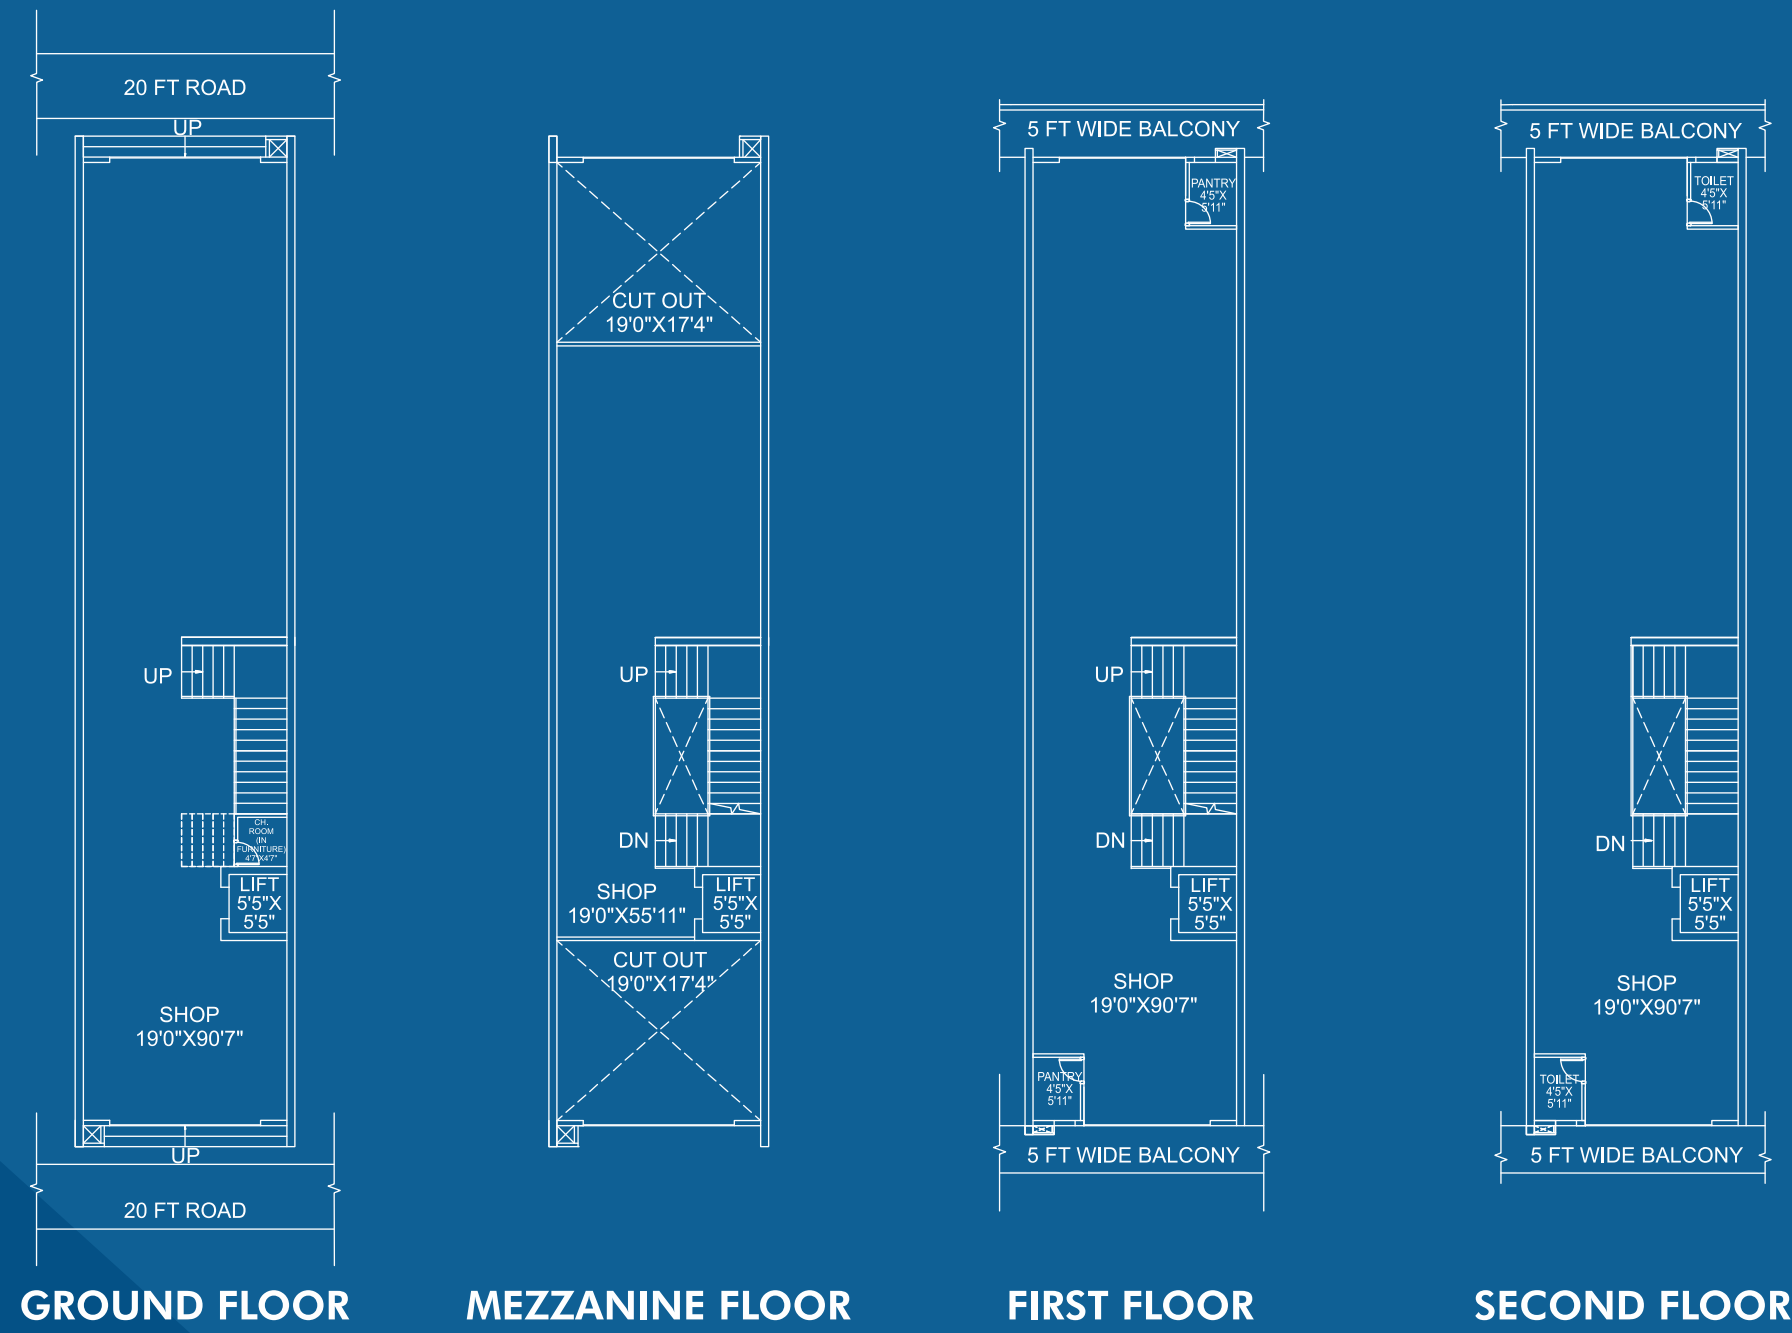 20 FT ROAD
UP
UP
CH.
ROOM
(IN
FURNITURE)
4'7"X4'7"
LIFT
5'5"X
5'5"
SHOP
19'0"X90'7"
UP
20 FT ROAD
GROUND FLOOR
CUT OUT
19'0"X17'4"
UP
DN
SHOP
19'0"X55'11"
LIFT
5'5"X
5'5"
CUT OUT
19'0"X17'4"
MEZZANINE FLOOR
5 FT WIDE BALCONY
PANTRY
4'5"X
5'11"
UP
DN
LIFT
5'5"X
5'5"
SHOP
19'0"X90'7"
PANTRY
4'5"X
5'11"
5 FT WIDE BALCONY
FIRST FLOOR
5 FT WIDE BALCONY
TOILET
4'5"X
5'11"
DN
LIFT
5'5"X
5'5"
SHOP
19'0"X90'7"
TOILET
4'5"X
5'11"
5 FT WIDE BALCONY
SECOND FLOOR